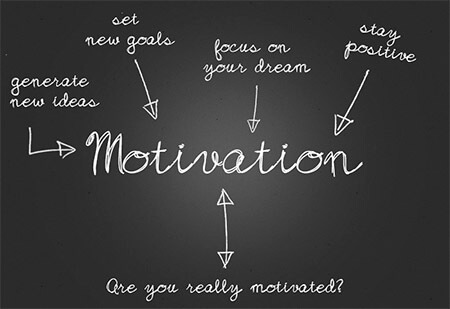 set
new goals
focus on
your dream
stay
positive
generate
new ideas
Motivation
Are you really motivated?